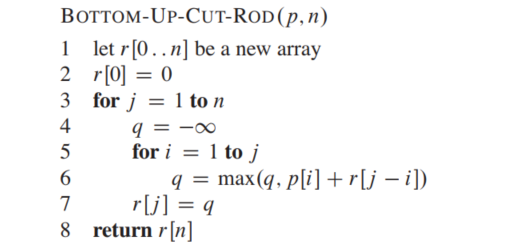 BOTTOM-UP-CUT-ROD(p, n)
1 let r[0..n] be a new array
2 r[0] = 0
3 for j = 1 to n
4 q = −∞
5 for i = 1 to j
6 q = max(q, p[i] + r[j − i])
7 r[j] = q
8 return r[n]